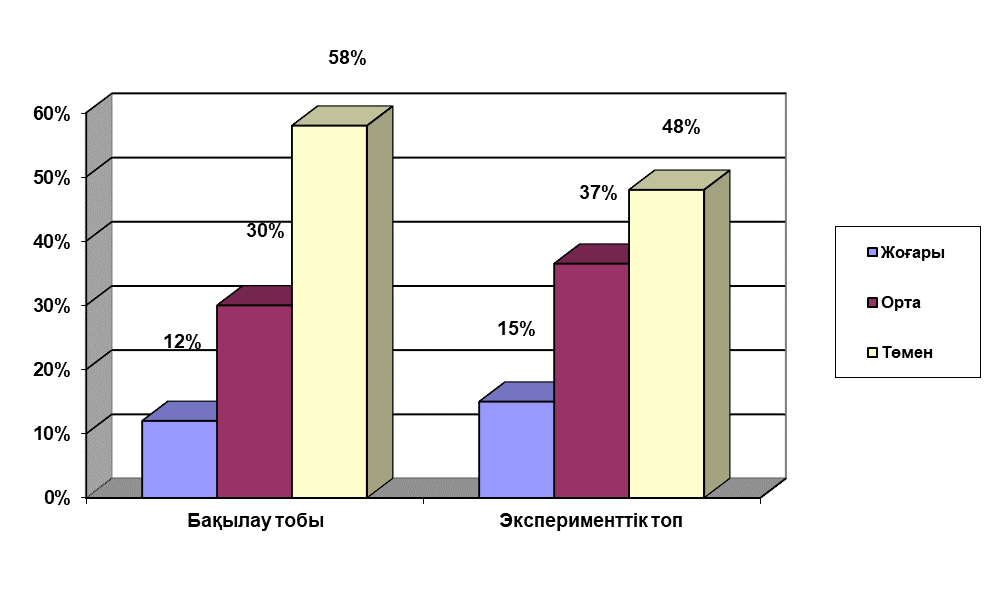 58%
48%
37%
30%
15%
12%
60%
50%
40%
30%
20%
10%
0%
Бақылау тобы
Эксперименттік топ
Жоғары
Орта
Төмен